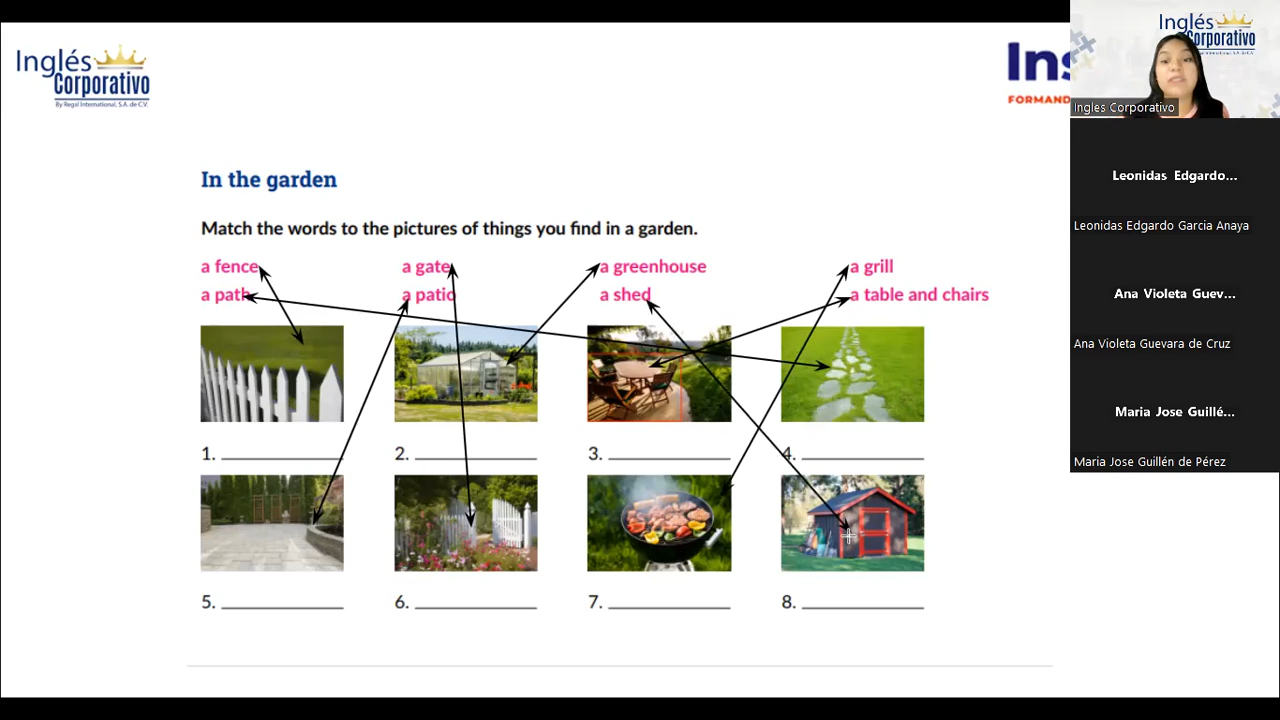 Inglés
Corporativo
By Regal International, S.A. de C.V.
Ins
FORMAND
In the garden
Match the words to the pictures of things you find in a garden.
a fence a gate a greenhouse a grill
a path a patio a shed a table and chairs
1. 2. 3. 4.
5. 6. 7. 8.
Inglés
Corporativo
Ingles Corporativo
Leonidas Edgardo...
Leonidas Edgardo Garcia Anaya
Ana Violeta Guev...
Ana Violeta Guevara de Cruz
Maria Jose Guillé...
Maria Jose Guillén de Pérez